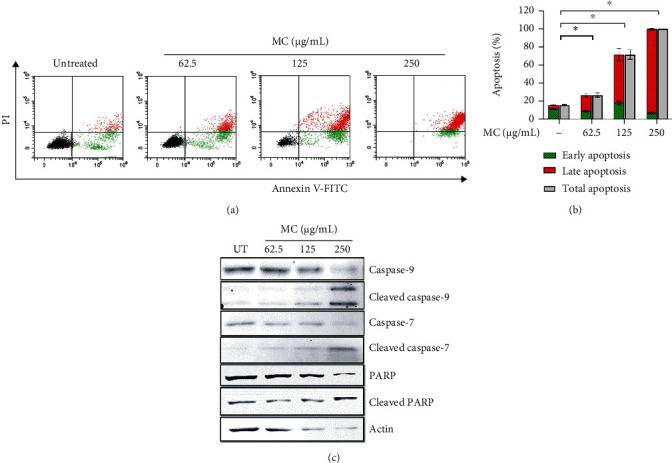 MC (µg/mL)
Untreated 62.5 125 250
PI
Annexin V-FITC
(a)
* 
*
*
120
100
80
60
40
20
0
Apoptosis (%)
MC (µg/mL) – 62.5 125 250
Early apoptosis
Late apoptosis
Total apoptosis
(b)
MC (µg/mL)
UT 62.5 125 250
Caspase-9
Cleaved caspase-9
Caspase-7
Cleaved caspase-7
PARP
Cleaved PARP
Actin
(c)